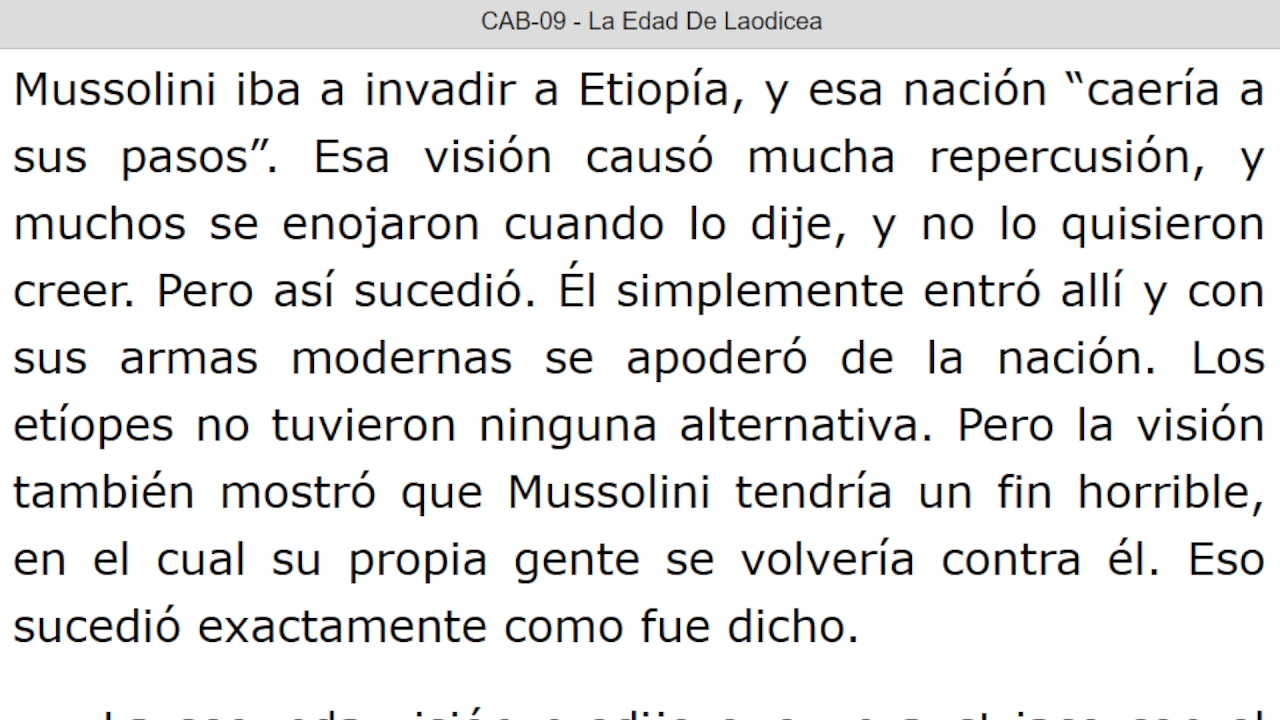 CAB-09 - La Edad De Laodicea
Mussolini iba a invadir a Etiopía, y esa nación “caería a
sus pasos”. Esa visión causó mucha repercusión, y
muchos se enojaron cuando lo dije, y no lo quisieron
creer. Pero así sucedió. Él simplemente entró allí y con
sus armas modernas se apoderó de la nación. Los
etíopes no tuvieron ninguna alternativa. Pero la visión
también mostró que Mussolini tendría un fin horrible,
en el cual su propia gente se volvería contra él. Eso
sucedió exactamente como fue dicho.